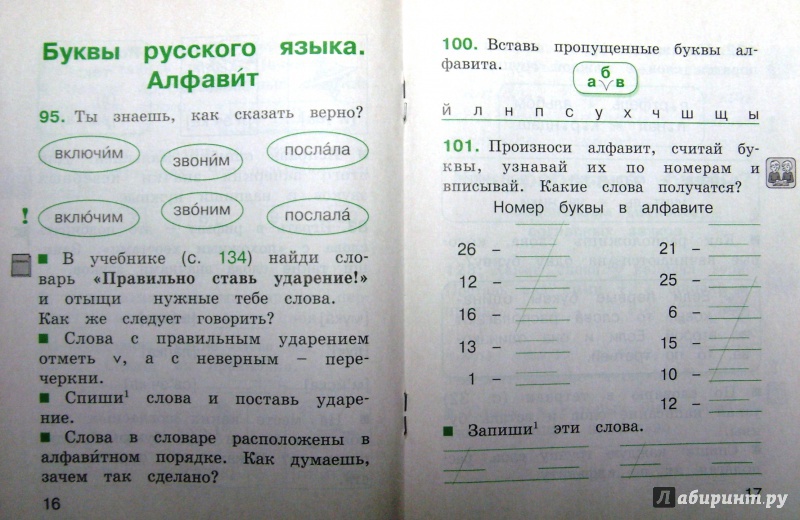 Буквы русского языка.
Алфави́т
95. Ты знаешь, как сказать верно?
включи́м звони́м посла́ла
! вклю́чим зво́ним послала́
В учебнике (с. 134) найди сло-
варь «Правильно ставь ударение!»
и отыщи нужные тебе слова.
Как же следует говорить?
Слова с правильным ударением
отметь v, а с неверным – пере-
черкни.
Спиши¹ слова и поставь ударе-
ние.
Слова в словаре расположены в
алфави́тном порядке. Как думаешь,
зачем так сделано?
16
100. Вставь пропущенные буквы ал-
фавита.
б
а v в
й л н п с у х ч ш щ ы
101. Произноси алфавит, считай бу-
квы, узнавай их по номерам и
вписывай. Какие слова получатся?
Номер буквы в алфавите
26 – 21 –
12 – 25 –
16 – 6 –
13 – 15 –
1 – 10 –
12 –
Запиши¹ эти слова.
17
Лабиринт.ру